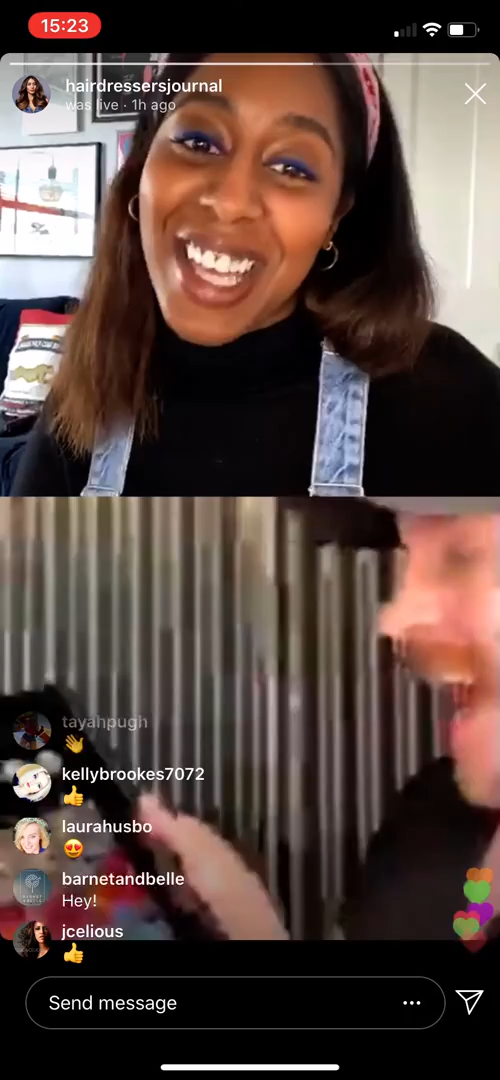 15:23
hairdressersjournal
was live · 1h ago
tayahpugh
👋
kellybrookes7072
👍
laurahusbo
😍
barnetandbelle
Hey!
jcelious
👍
Send message